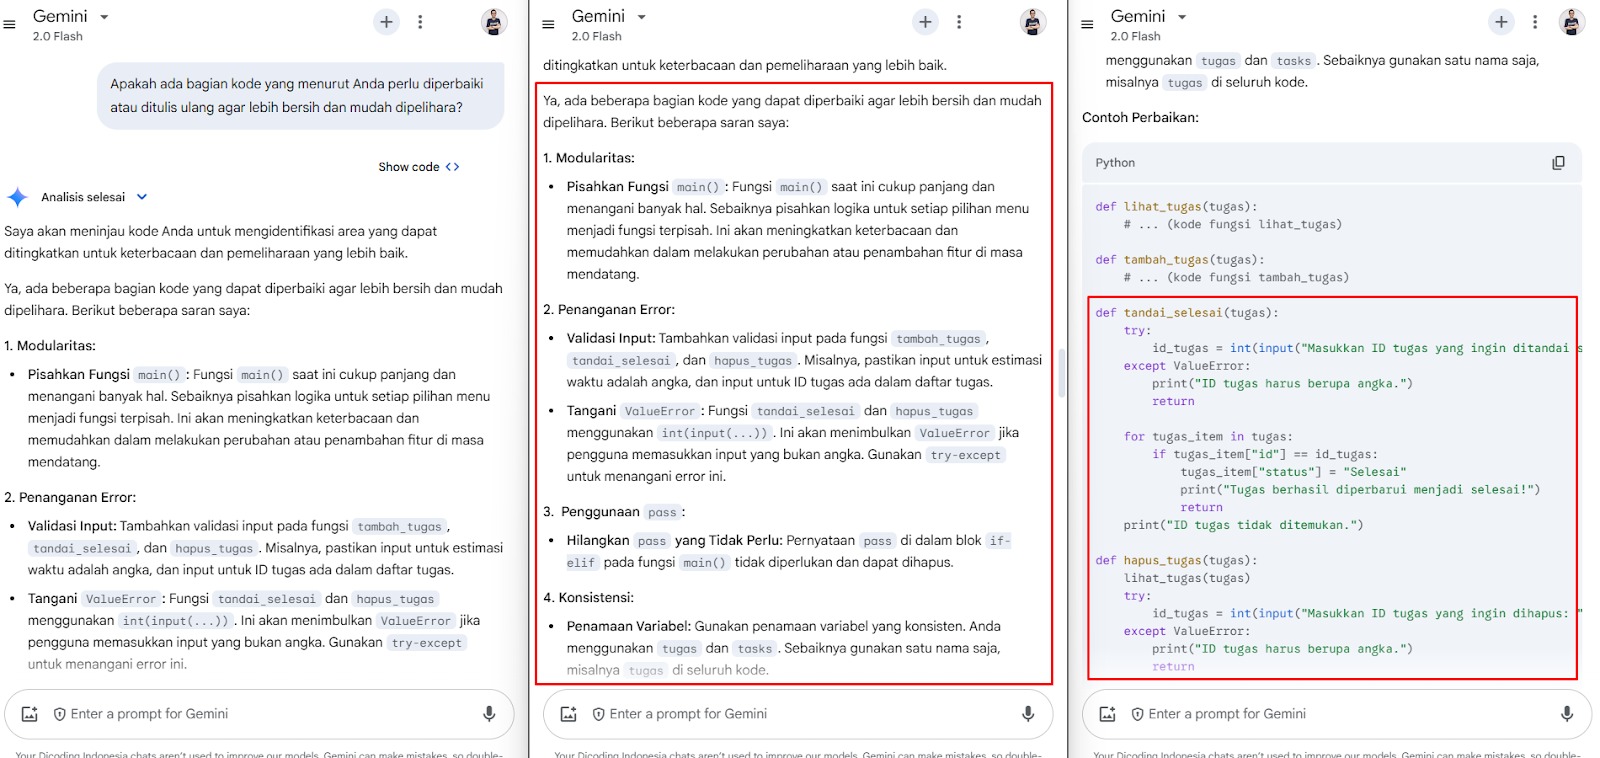 Gemini
2.0 Flash
Apakah ada bagian kode yang menurut Anda perlu diperbaiki
atau ditulis ulang agar lebih bersih dan mudah dipelihara?
Show code <>
Analisis selesai
Saya akan meninjau kode Anda untuk mengidentifikasi area yang dapat
ditingkatkan untuk keterbacaan dan pemeliharaan yang lebih baik.
Ya, ada beberapa bagian kode yang dapat diperbaiki agar lebih bersih dan mudah
dipelihara. Berikut beberapa saran saya:
1. Modularitas:
• Pisahkan Fungsi main() : Fungsi main() saat ini cukup panjang dan
menangani banyak hal. Sebaiknya pisahkan logika untuk setiap pilihan menu
menjadi fungsi terpisah. Ini akan meningkatkan keterbacaan dan
memudahkan dalam melakukan perubahan atau penambahan fitur di masa
mendatang.
2. Penanganan Error:
• Validasi Input: Tambahkan validasi input pada fungsi tambah_tugas ,
tandai_selesai , dan hapus_tugas . Misalnya, pastikan input untuk estimasi
waktu adalah angka, dan input untuk ID tugas ada dalam daftar tugas.
• Tangani ValueError : Fungsi tandai_selesai dan hapus_tugas
menggunakan int(input(...)) . Ini akan menimbulkan ValueError jika
pengguna memasukkan input yang bukan angka. Gunakan try-except
untuk menangani error ini.
Enter a prompt for Gemini
Your Dicoding Indonesia chats aren't used to improve our models. Gemini can make mistakes, so double-
Gemini
2.0 Flash
ditingkatkan untuk keterbacaan dan pemeliharaan yang lebih baik.
Ya, ada beberapa bagian kode yang dapat diperbaiki agar lebih bersih dan mudah
dipelihara. Berikut beberapa saran saya:
1. Modularitas:
• Pisahkan Fungsi main() : Fungsi main() saat ini cukup panjang dan
menangani banyak hal. Sebaiknya pisahkan logika untuk setiap pilihan menu
menjadi fungsi terpisah. Ini akan meningkatkan keterbacaan dan
memudahkan dalam melakukan perubahan atau penambahan fitur di masa
mendatang.
2. Penanganan Error:
• Validasi Input: Tambahkan validasi input pada fungsi tambah_tugas ,
tandai_selesai , dan hapus_tugas . Misalnya, pastikan input untuk estimasi
waktu adalah angka, dan input untuk ID tugas ada dalam daftar tugas.
• Tangani ValueError : Fungsi tandai_selesai dan hapus_tugas
menggunakan int(input(...)) . Ini akan menimbulkan ValueError jika
pengguna memasukkan input yang bukan angka. Gunakan try-except
untuk menangani error ini.
3. Penggunaan pass :
• Hilangkan pass yang Tidak Perlu: Pernyataan pass di dalam blok if-
elif pada fungsi main() tidak diperlukan dan dapat dihapus.
4. Konsistensi:
• Penamaan Variabel: Gunakan penamaan variabel yang konsisten. Anda
menggunakan tugas dan tasks . Sebaiknya gunakan satu nama saja,
misalnya tugas di seluruh kode.
Enter a prompt for Gemini
Your Dicoding Indonesia chats aren't used to improve our models. Gemini can make mistakes, so double-
Gemini
2.0 Flash
menggunakan tugas dan tasks . Sebaiknya gunakan satu nama saja,
misalnya tugas di seluruh kode.
Contoh Perbaikan:
Python
def lihat_tugas(tugas):
# ... (kode fungsi lihat_tugas)
def tambah_tugas(tugas):
# ... (kode fungsi tambah_tugas)
def tandai_selesai(tugas):
try:
id_tugas = int(input("Masukkan ID tugas yang ingin ditandai s
except ValueError:
print("ID tugas harus berupa angka.")
return
for tugas_item in tugas:
if tugas_item["id"] == id_tugas:
tugas_item["status"] = "Selesai"
print("Tugas berhasil diperbarui menjadi selesai!")
return
print("ID tugas tidak ditemukan.")
def hapus_tugas(tugas):
lihat_tugas(tugas)
try:
id_tugas = int(input("Masukkan ID tugas yang ingin dihapus: "
except ValueError:
print("ID tugas harus berupa angka.")
return
Enter a prompt for Gemini
Your Dicoding Indonesia chats aren't used to improve our models. Gemini can make mistakes, so double-